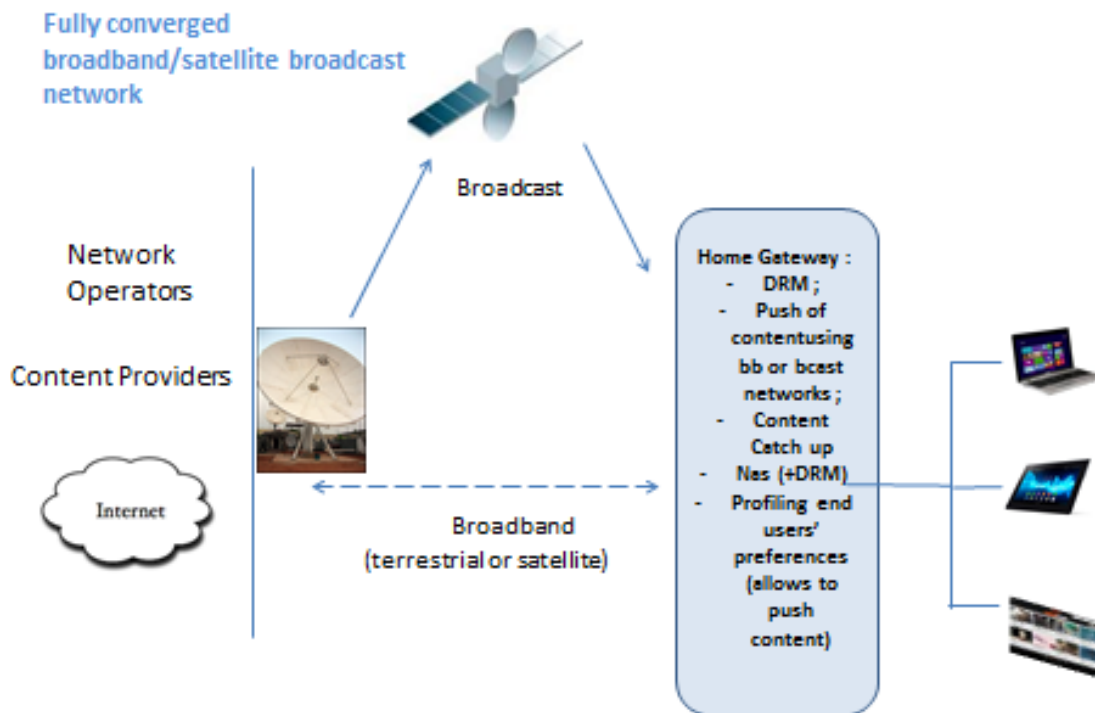 Fully converged
broadband/satellite broadcast
network
Broadcast
Network
Operators
Content Providers
Internet
Broadband
(terrestrial or satellite)
Home Gateway :
- DRM ;
- Push of
contentusing
bb or bcast
networks ;
- Content
Catch up
- Nas (+DRM)
- Profiling end
users’
preferences
(allows to
push
content)